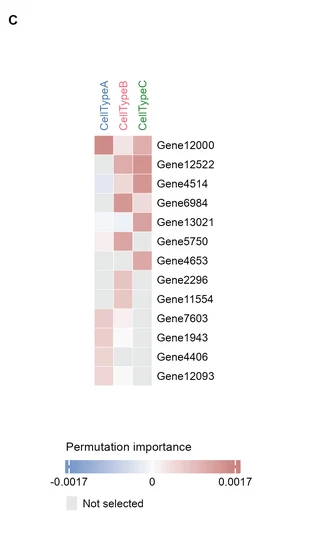 C
CellTypeA
CellTypeB
CellTypeC
Gene12000
Gene12522
Gene4514
Gene6984
Gene13021
Gene5750
Gene4653
Gene2296
Gene11554
Gene7603
Gene1943
Gene4406
Gene12093
Permutation importance
-0.0017 0 0.0017
Not selected